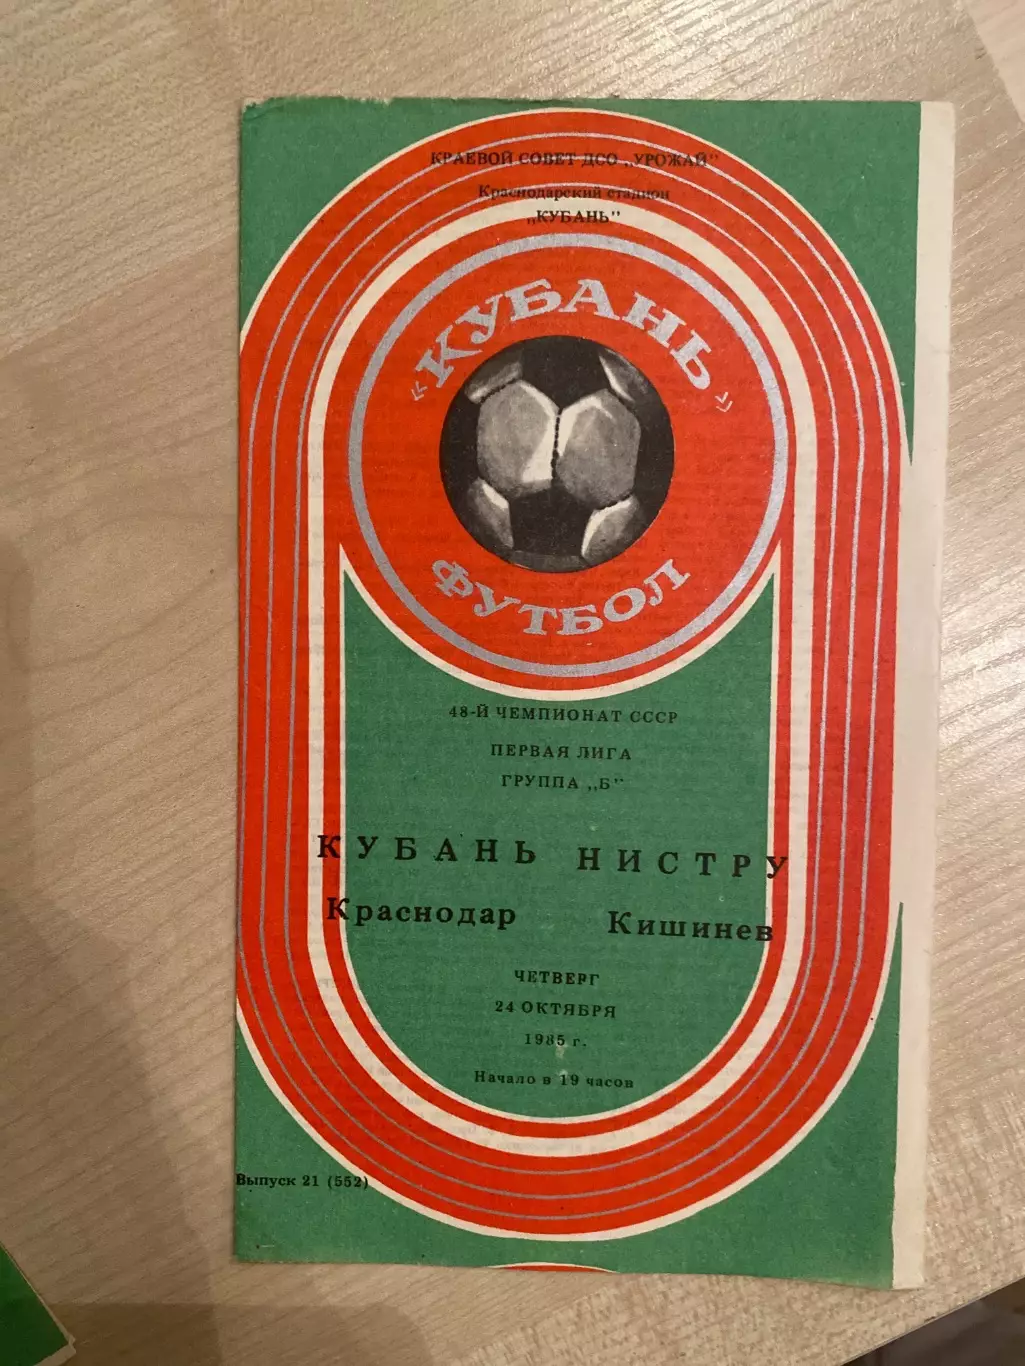 КРАЕВОЙ СОВЕТ ДСО „УРОЖАЙ"
Краснодарский стадион
„КУБАНЬ"
«КУБАНЬ»
ФУТБОЛ
48-Й ЧЕМПИОНАТ СССР
ПЕРВАЯ ЛИГА
ГРУППА „Б"
КУБАНЬ НИСТРУ
Краснодар Кишинев
ЧЕТВЕРГ
24 ОКТЯБРЯ
1985 г.
Начало в 19 часов
Выпуск 21 (552)